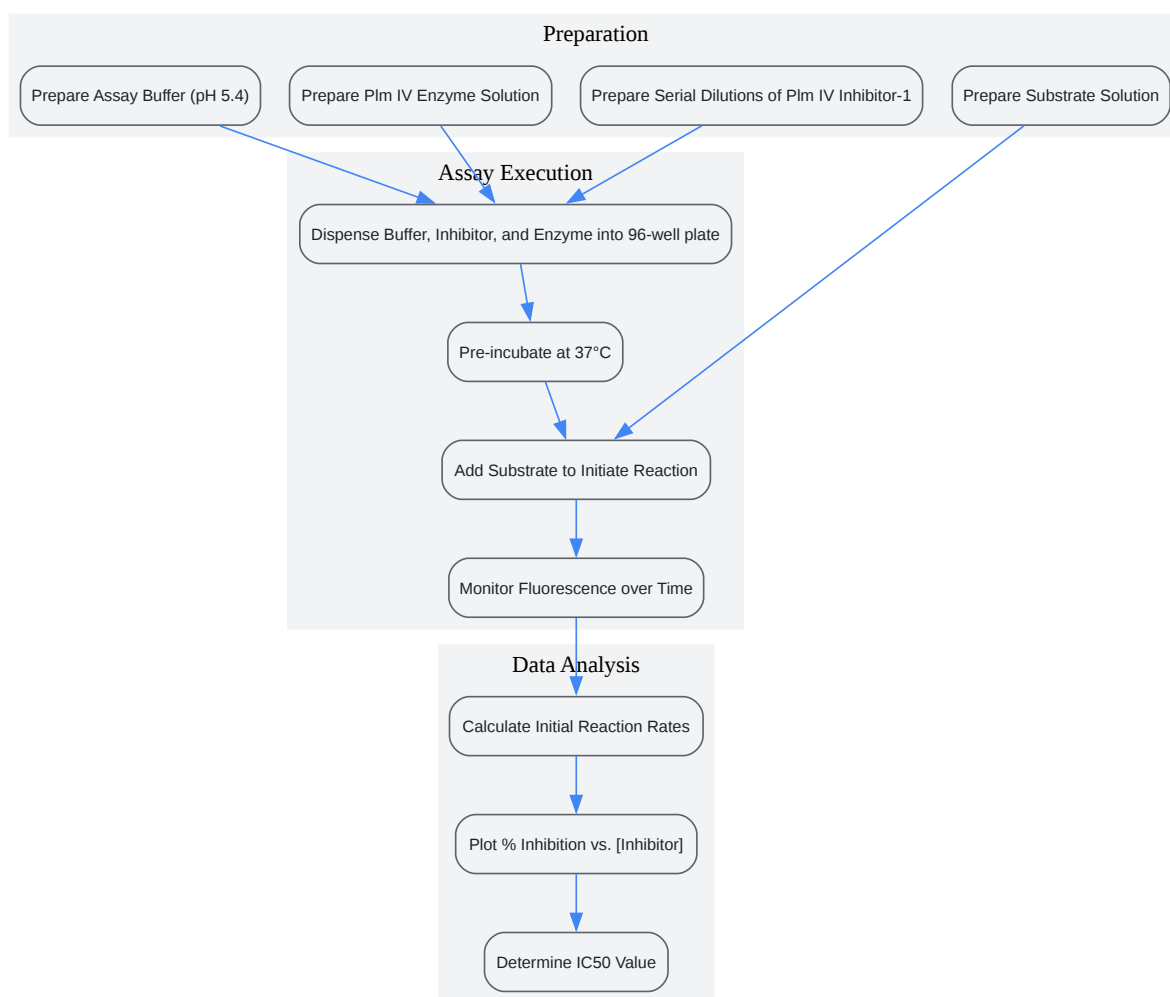 Preparation
Prepare Assay Buffer (pH 5.4)
Prepare Plm IV Enzyme Solution
Prepare Serial Dilutions of Plm IV Inhibitor-1
Prepare Substrate Solution
Assay Execution
Dispense Buffer, Inhibitor, and Enzyme into 96-well plate
Pre-incubate at 37°C
Add Substrate to Initiate Reaction
Monitor Fluorescence over Time
Data Analysis
Calculate Initial Reaction Rates
Plot % Inhibition vs. [Inhibitor]
Determine IC50 Value